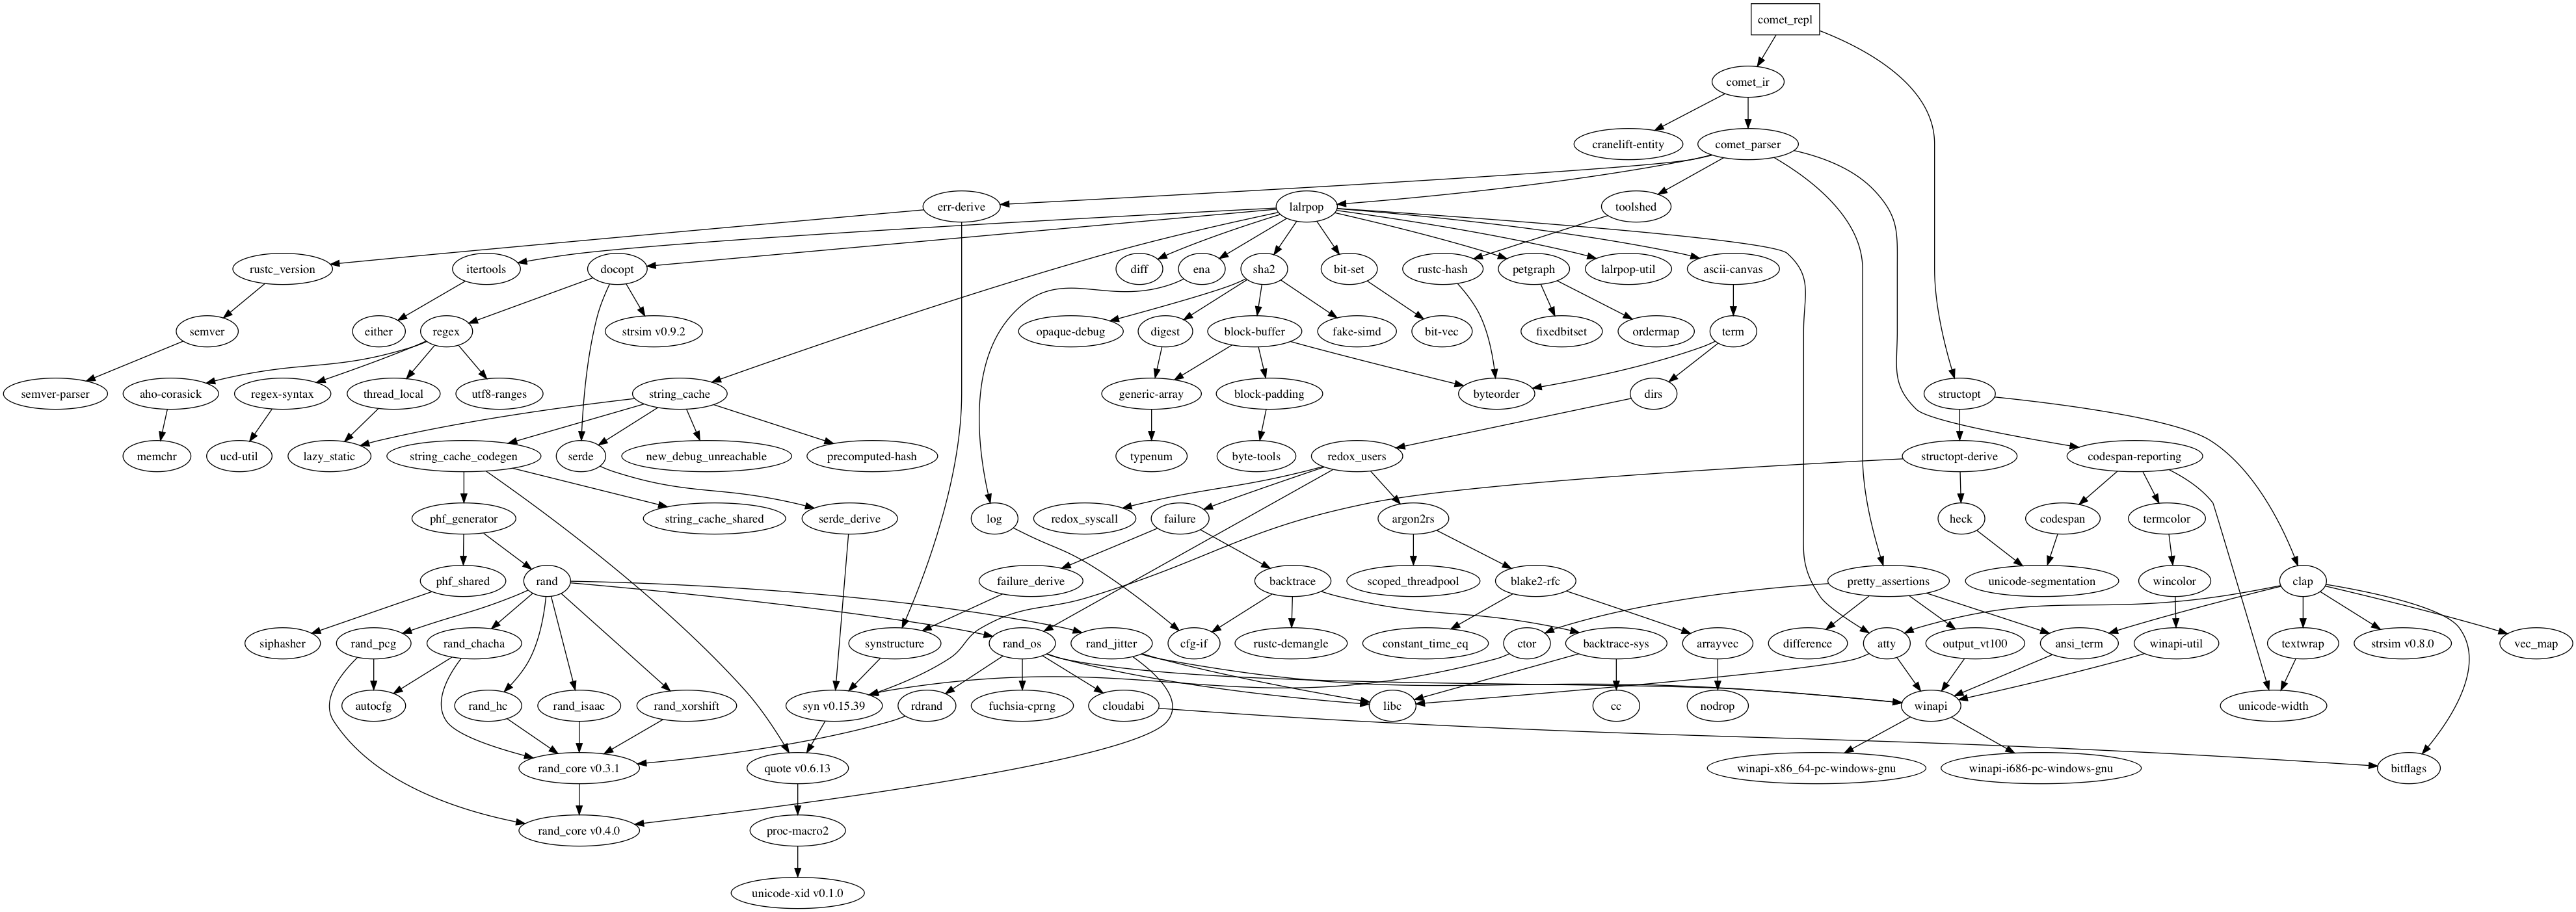 comet_repl
comet_ir
cranelift-entity
comet_parser
err-derive
lalrpop
toolshed
rustc_version
itertools
docopt
diff
ena
sha2
bit-set
rustc-hash
petgraph
lalrpop-util
ascii-canvas
semver
either
regex
strsim v0.9.2
opaque-debug
digest
block-buffer
fake-simd
bit-vec
fixedbitset
ordermap
term
semver-parser
aho-corasick
regex-syntax
thread_local
utf8-ranges
string_cache
generic-array
block-padding
byteorder
dirs
structopt
memchr
ucd-util
lazy_static
string_cache_codegen
serde
new_debug_unreachable
precomputed-hash
typenum
byte-tools
redox_users
structopt-derive
codespan-reporting
phf_generator
string_cache_shared
serde_derive
log
redox_syscall
failure
argon2rs
heck
codespan
termcolor
phf_shared
rand
failure_derive
backtrace
scoped_threadpool
blake2-rfc
pretty_assertions
unicode-segmentation
wincolor
clap
siphasher
rand_pcg
rand_chacha
synstructure
rand_os
rand_jitter
cfg-if
rustc-demangle
constant_time_eq
ctor
backtrace-sys
arrayvec
difference
atty
output_vt100
ansi_term
winapi-util
textwrap
strsim v0.8.0
vec_map
autocfg
rand_hc
rand_isaac
rand_xorshift
syn v0.15.39
rdrand
fuchsia-cprng
cloudabi
libc
cc
nodrop
winapi
unicode-width
rand_core v0.3.1
quote v0.6.13
winapi-x86_64-pc-windows-gnu
winapi-i686-pc-windows-gnu
bitflags
rand_core v0.4.0
proc-macro2
unicode-xid v0.1.0